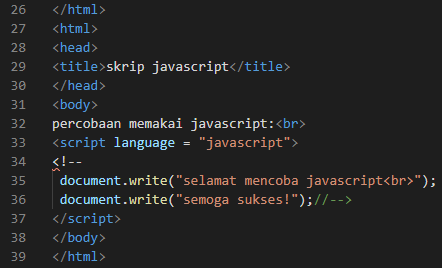 26 </html>
27 <html>
28 <head>
29 <title>skrip javascript</title>
30 </head>
31 <body>
32 percobaan memakai javascript:<br>
33 <script language = "javascript">
34 <!--
35 document.write("selamat mencoba javascript<br>");
36 document.write("semoga sukses!");//-->
37 </script>
38 </body>
39 </html>